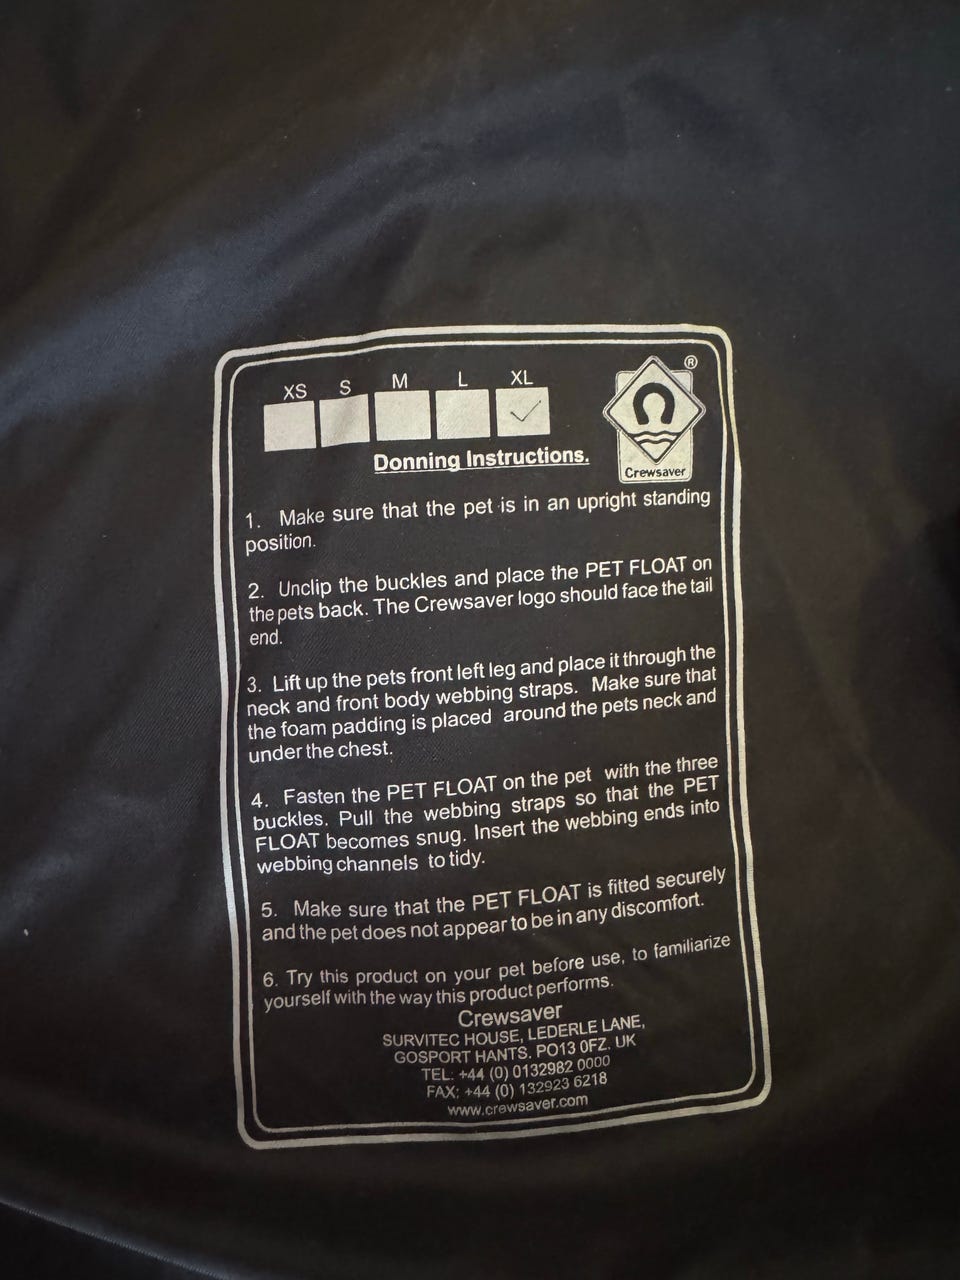 XS S M L XL
®
Crewsaver
Donning Instructions.
1. Make sure that the pet is in an upright standing
position.
2. Unclip the buckles and place the PET FLOAT on
the pets back. The Crewsaver logo should face the tail
end.
3. Lift up the pets front left leg and place it through the
neck and front body webbing straps. Make sure that
the foam padding is placed around the pets neck and
under the chest.
4. Fasten the PET FLOAT on the pet with the three
buckles. Pull the webbing straps so that the PET
FLOAT becomes snug. Insert the webbing ends into
webbing channels to tidy.
5. Make sure that the PET FLOAT is fitted securely
and the pet does not appear to be in any discomfort.
6. Try this product on your pet before use, to familiarize
yourself with the way this product performs.
Crewsaver
SURVITEC HOUSE, LEDERLE LANE,
GOSPORT HANTS. PO13 0FZ. UK
TEL: +44 (0) 0132982 0000
FAX: +44 (0) 132923 6218
www.crewsaver.com